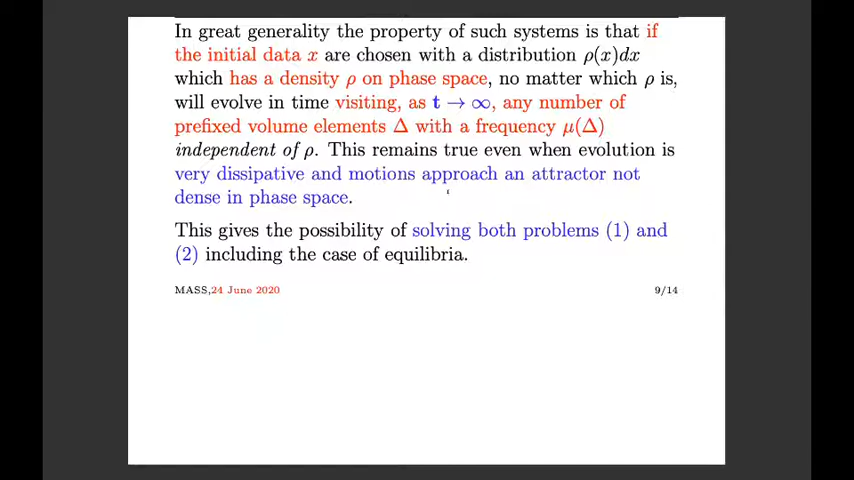 In great generality the property of such systems is that if
the initial data x are chosen with a distribution ρ(x)dx
which has a density ρ on phase space, no matter which ρ is,
will evolve in time visiting, as t → ∞, any number of
prefixed volume elements Δ with a frequency μ(Δ)
independent of ρ. This remains true even when evolution is
very dissipative and motions approach an attractor not
dense in phase space.
This gives the possibility of solving both problems (1) and
(2) including the case of equilibria.
MASS,24 June 2020 9/14